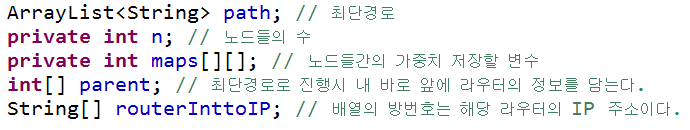 ArrayList<String> path; // 최단경로
private int n; // 노드들의 수
private int maps[][]; // 노드들간의 가중치 저장할 변수
int[] parent; // 최단경로로 진행시 내 바로 앞에 라우터의 정보를 담는다.
String[] routerInttoIP; // 배열의 방번호는 해당 라우터의 IP 주소이다.